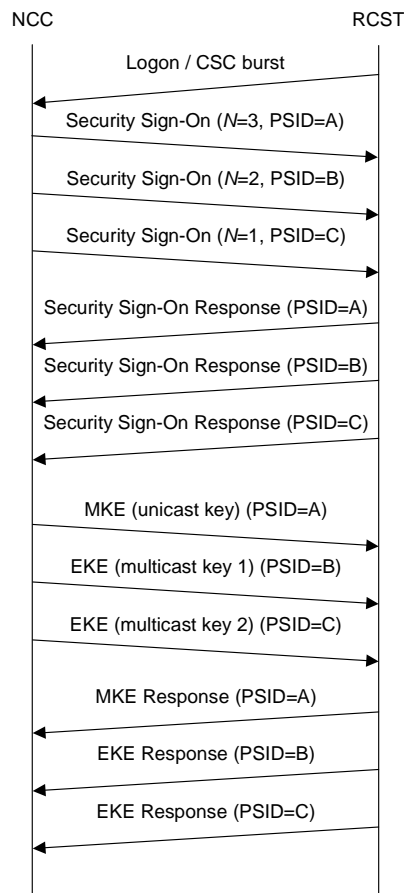 NCC
RCST
Logon / CSC burst
Security Sign-On (N=3, PSID=A)
Security Sign-On (N=2, PSID=B)
Security Sign-On (N=1, PSID=C)
Security Sign-On Response (PSID=A)
Security Sign-On Response (PSID=B)
Security Sign-On Response (PSID=C)
MKE (unicast key) (PSID=A)
EKE (multicast key 1) (PSID=B)
EKE (multicast key 2) (PSID=C)
MKE Response (PSID=A)
EKE Response (PSID=B)
EKE Response (PSID=C)